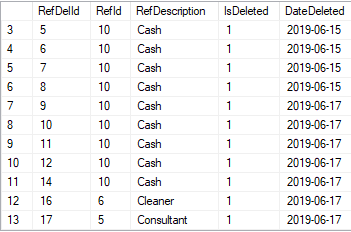 RefDelId RefId RefDescription IsDeleted DateDeleted
3 5 10 Cash 1 2019-06-15
4 6 10 Cash 1 2019-06-15
5 7 10 Cash 1 2019-06-15
6 8 10 Cash 1 2019-06-15
7 9 10 Cash 1 2019-06-17
8 10 10 Cash 1 2019-06-17
9 11 10 Cash 1 2019-06-17
10 12 10 Cash 1 2019-06-17
11 14 10 Cash 1 2019-06-17
12 16 6 Cleaner 1 2019-06-17
13 17 5 Consultant 1 2019-06-17